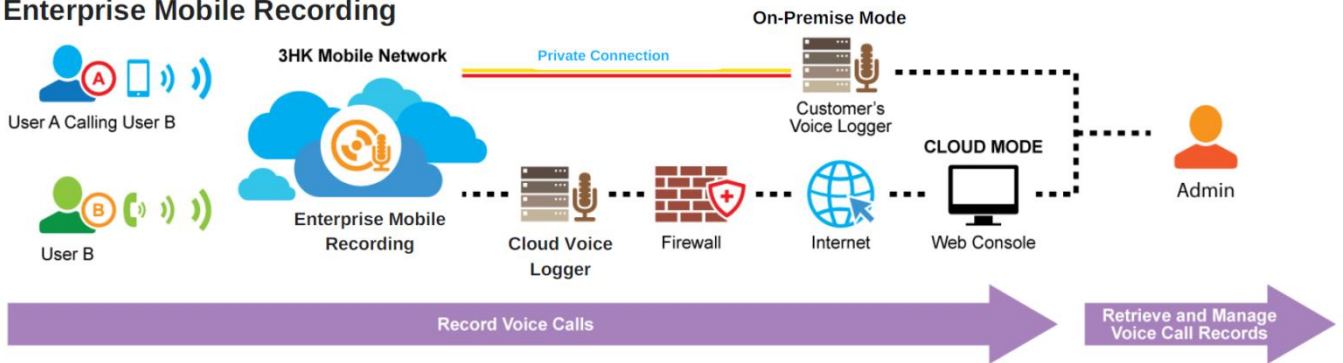 Enterprise Mobile Recording
On-Premise Mode
3HK Mobile Network
Private Connection
A
User A Calling User B
Customer's
Voice Logger
CLOUD MODE
Admin
B
User B
Enterprise Mobile
Recording
Cloud Voice
Logger
Firewall
Internet
Web Console
Record Voice Calls
Retrieve and Manage
Voice Call Records